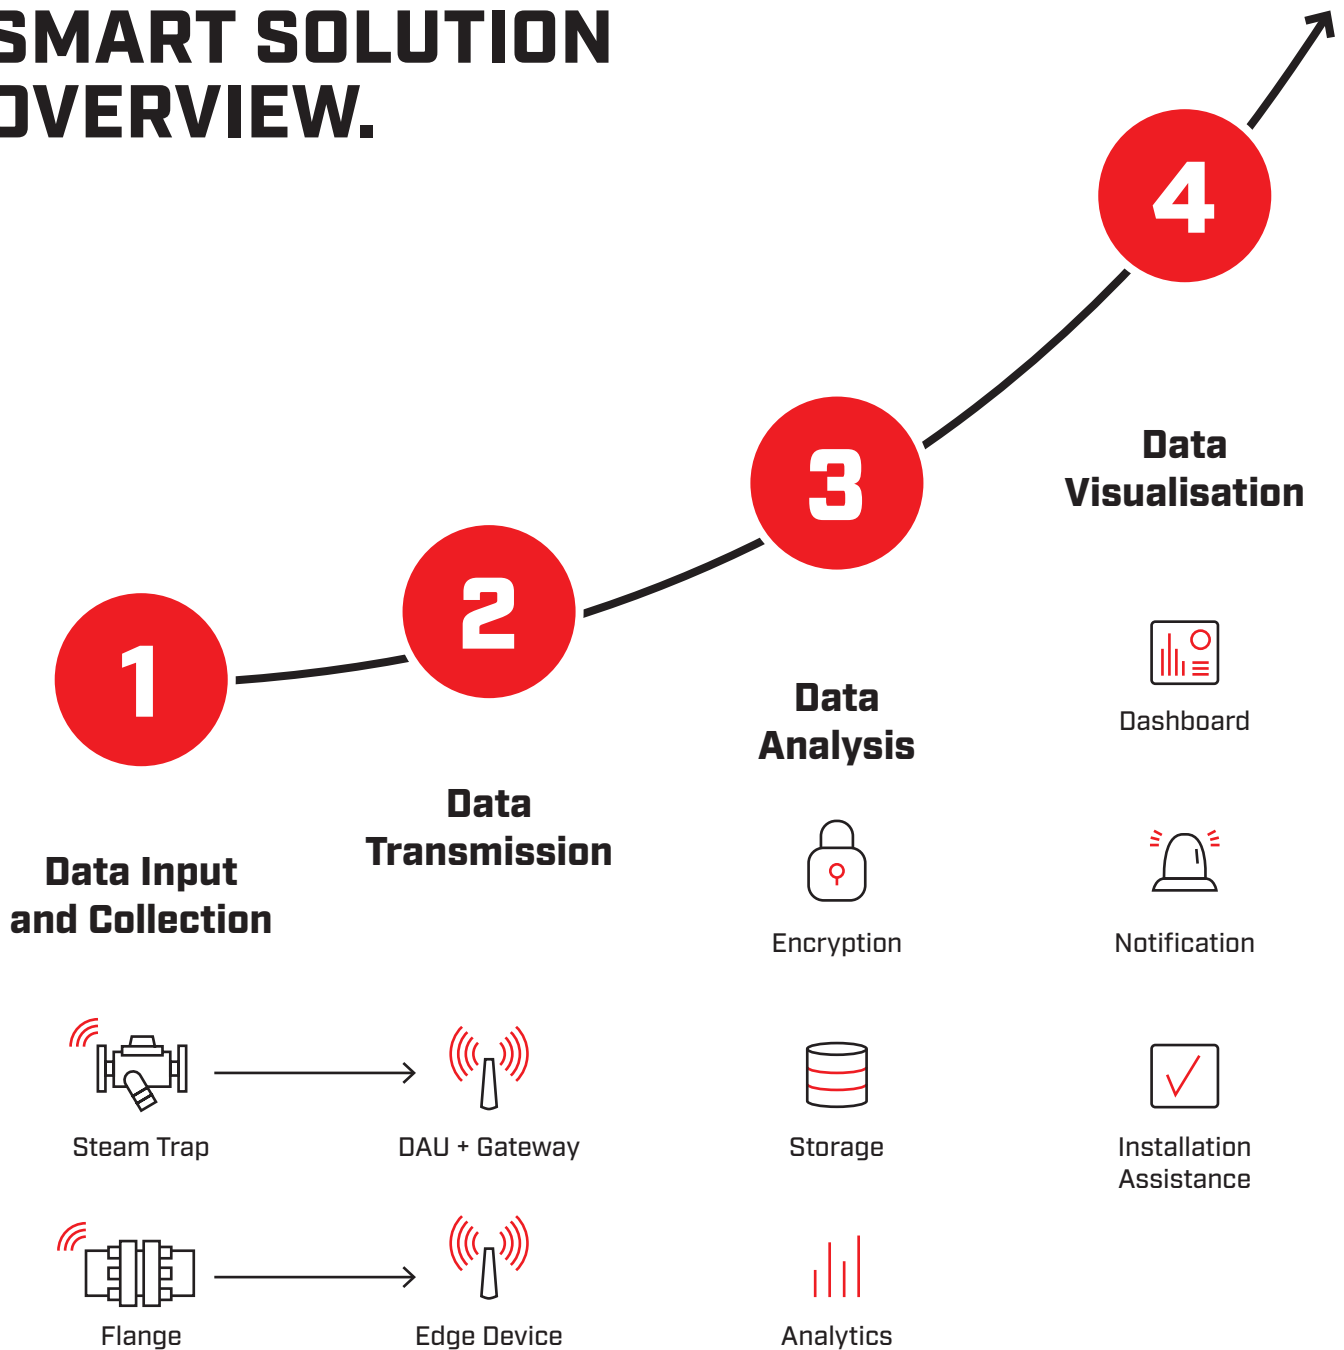 SMART SOLUTION
OVERVIEW.
1
Data Input
and Collection
Steam Trap
Flange
2
Data
Transmission
DAU + Gateway
Edge Device
3
Data
Analysis
Encryption
Storage
Analytics
4
Data
Visualisation
Dashboard
Notification
Installation
Assistance